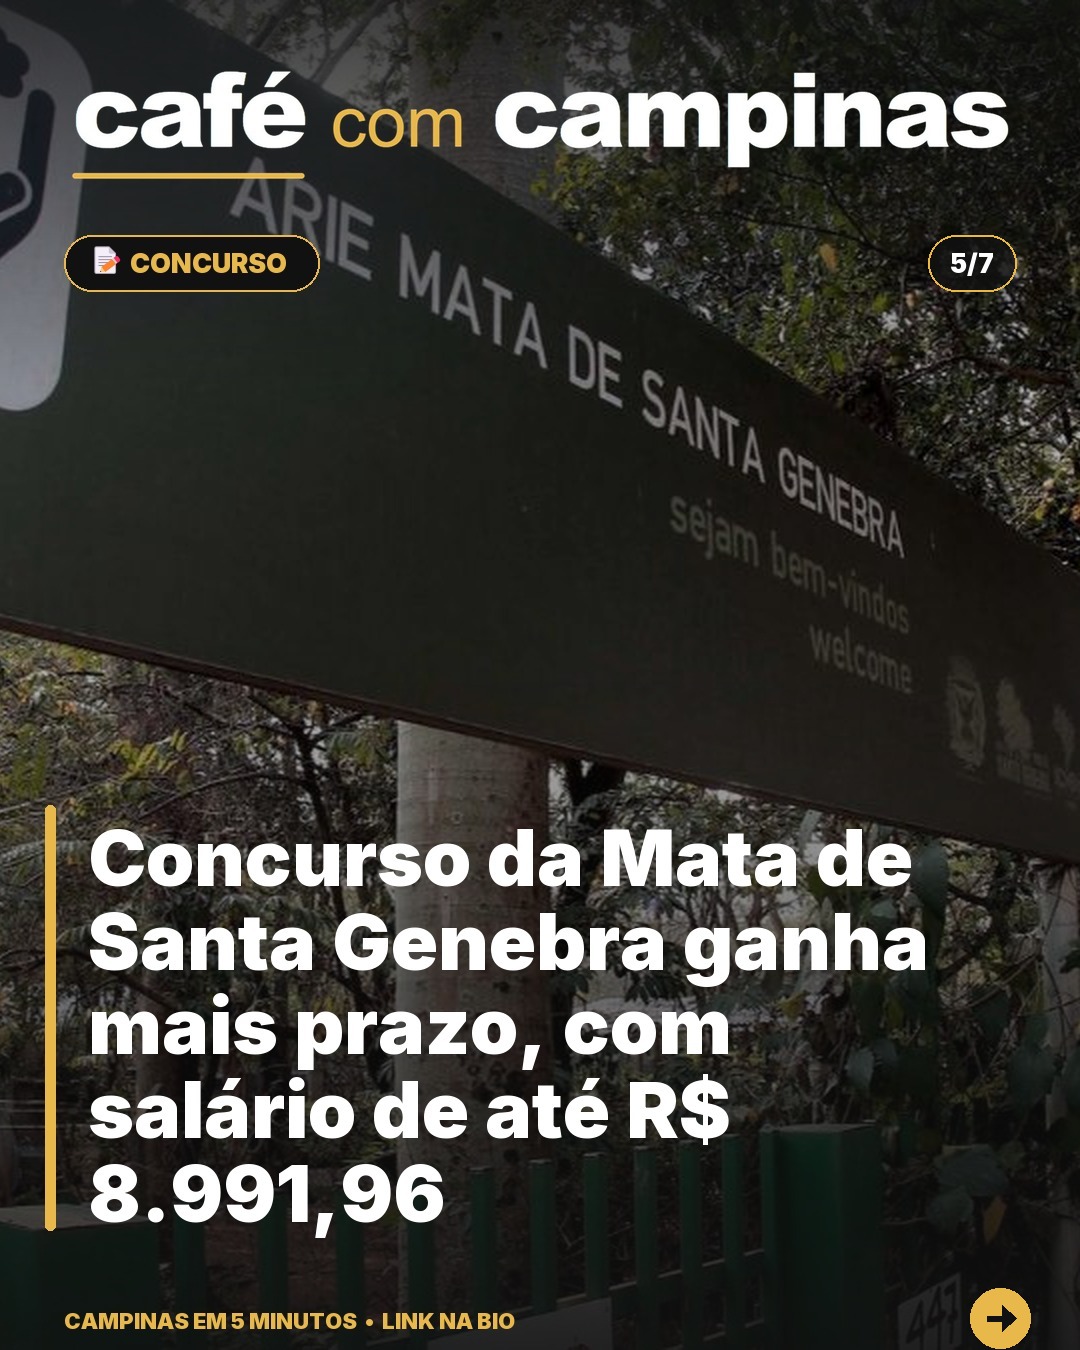 café com campinas
ARIE MATA DE SANTA GENEBRA
CONCURSO
5/7
sejam bem-vindos
welcome
Concurso da Mata de
Santa Genebra ganha
mais prazo, com
salário de até R$
8.991,96
447
CAMPINAS EM 5 MINUTOS • LINK NA BIO